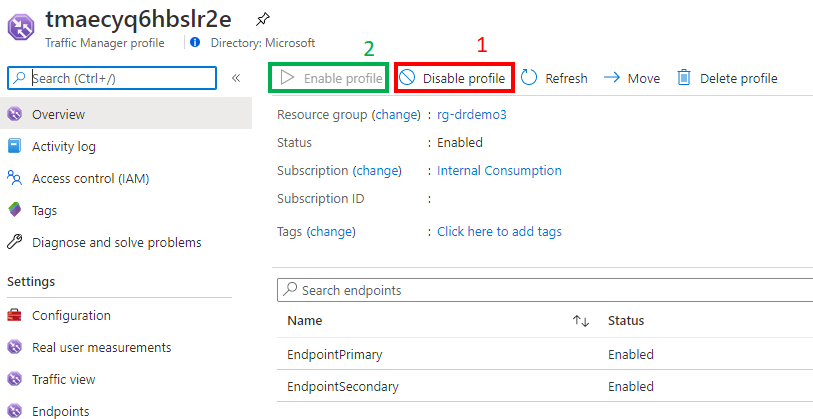 tmaecyq6hbslr2e
Traffic Manager profile
Directory: Microsoft
2
1
Search (Ctrl+/)
«
Enable profile
Disable profile
Refresh
Move
Delete profile
Overview
Activity log
Access control (IAM)
Tags
Diagnose and solve problems
Settings
Configuration
Real user measurements
Traffic view
Endpoints
Resource group (change) : rg-drdemo3
Status : Enabled
Subscription (change) : Internal Consumption
Subscription ID :
Tags (change) : Click here to add tags
Search endpoints
Name Status
EndpointPrimary Enabled
EndpointSecondary Enabled